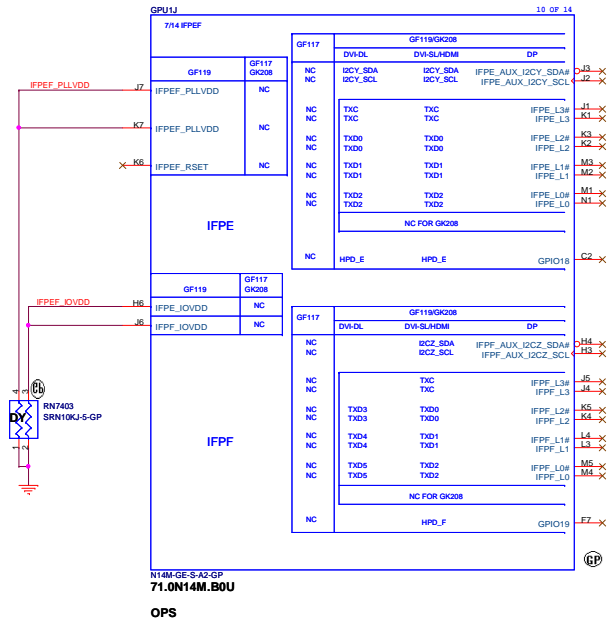 GPU1J
10 OF 14
7/14 IFPEF
GF119
GF117
GK208
IFPEF_PLLVDD
J7
IFPEF_PLLVDD
NC
K7
IFPEF_PLLVDD
NC
K6
IFPEF_RSET
NC
IFPE
GF117
GF119/GK208
DVI-DL
DVI-SL/HDMI
DP
NC
I2CY_SDA
I2CY_SDA
IFPE_AUX_I2CY_SDA#
J3
NC
I2CY_SCL
I2CY_SCL
IFPE_AUX_I2CY_SCL
J2
NC
TXC
TXC
IFPE_L3#
J1
NC
TXC
TXC
IFPE_L3
K1
NC
TXD0
TXD0
IFPE_L2#
K3
NC
TXD0
TXD0
IFPE_L2
K2
NC
TXD1
TXD1
IFPE_L1#
M3
NC
TXD1
TXD1
IFPE_L1
M2
NC
TXD2
TXD2
IFPE_L0#
M1
NC
TXD2
TXD2
IFPE_L0
N1
NC FOR GK208
NC
HPD_E
HPD_E
GPIO18
C2
GF119
GF117
GK208
IFPEF_IOVDD
H6
IFPE_IOVDD
NC
J6
IFPF_IOVDD
NC
IFPF
GF117
GF119/GK208
DVI-DL
DVI-SL/HDMI
DP
NC
I2CZ_SDA
IFPF_AUX_I2CZ_SDA#
H4
NC
I2CZ_SCL
IFPF_AUX_I2CZ_SCL
H3
NC
TXC
IFPF_L3#
J5
NC
TXC
IFPF_L3
J4
NC
TXD3
TXD0
IFPF_L2#
K5
NC
TXD3
TXD0
IFPF_L2
K4
NC
TXD4
TXD1
IFPF_L1#
L4
NC
TXD4
TXD1
IFPF_L1
L3
NC
TXD5
TXD2
IFPF_L0#
M5
NC
TXD5
TXD2
IFPF_L0
M4
NC FOR GK208
NC
HPD_F
GPIO19
F7
4
3
DY
RN7403
SRN10KJ-5-GP
1
2
GP
N14M-GE-S-A2-GP
71.0N14M.B0U
OPS